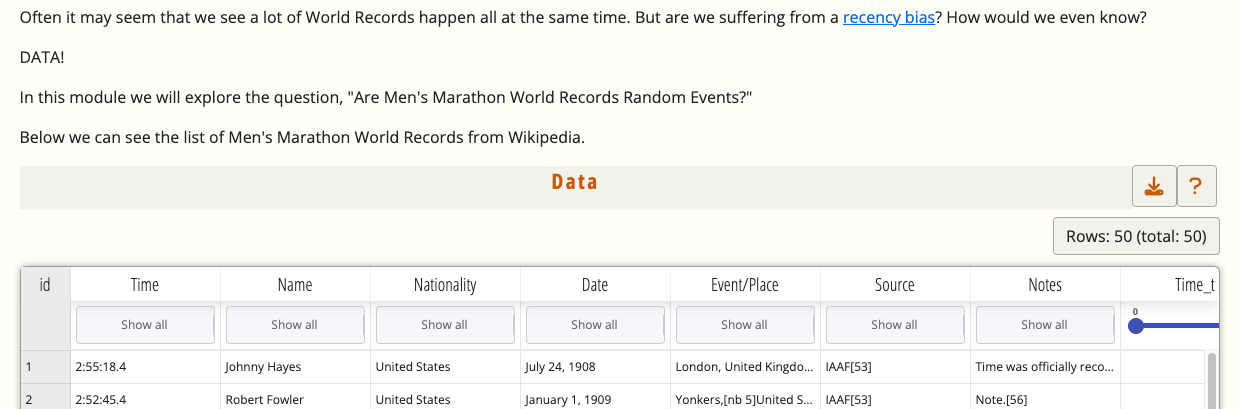 Often it may seem that we see a lot of World Records happen all at the same time. But are we suffering from a recency bias? How would we even know?
DATA!
In this module we will explore the question, "Are Men's Marathon World Records Random Events?"
Below we can see the list of Men's Marathon World Records from Wikipedia.
Data
?
Rows: 50 (total: 50)
id Time Name Nationality Date Event/Place Source Notes Time_t
Show all Show all Show all Show all Show all Show all Show all 0
1 2:55:18.4 Johnny Hayes United States July 24, 1908 London, United Kingdo... IAAF[53] Time was officially reco...
2 2:52:45.4 Robert Fowler United States January 1, 1909 Yonkers,[nb 5]United S... IAAF[53] Note.[56]